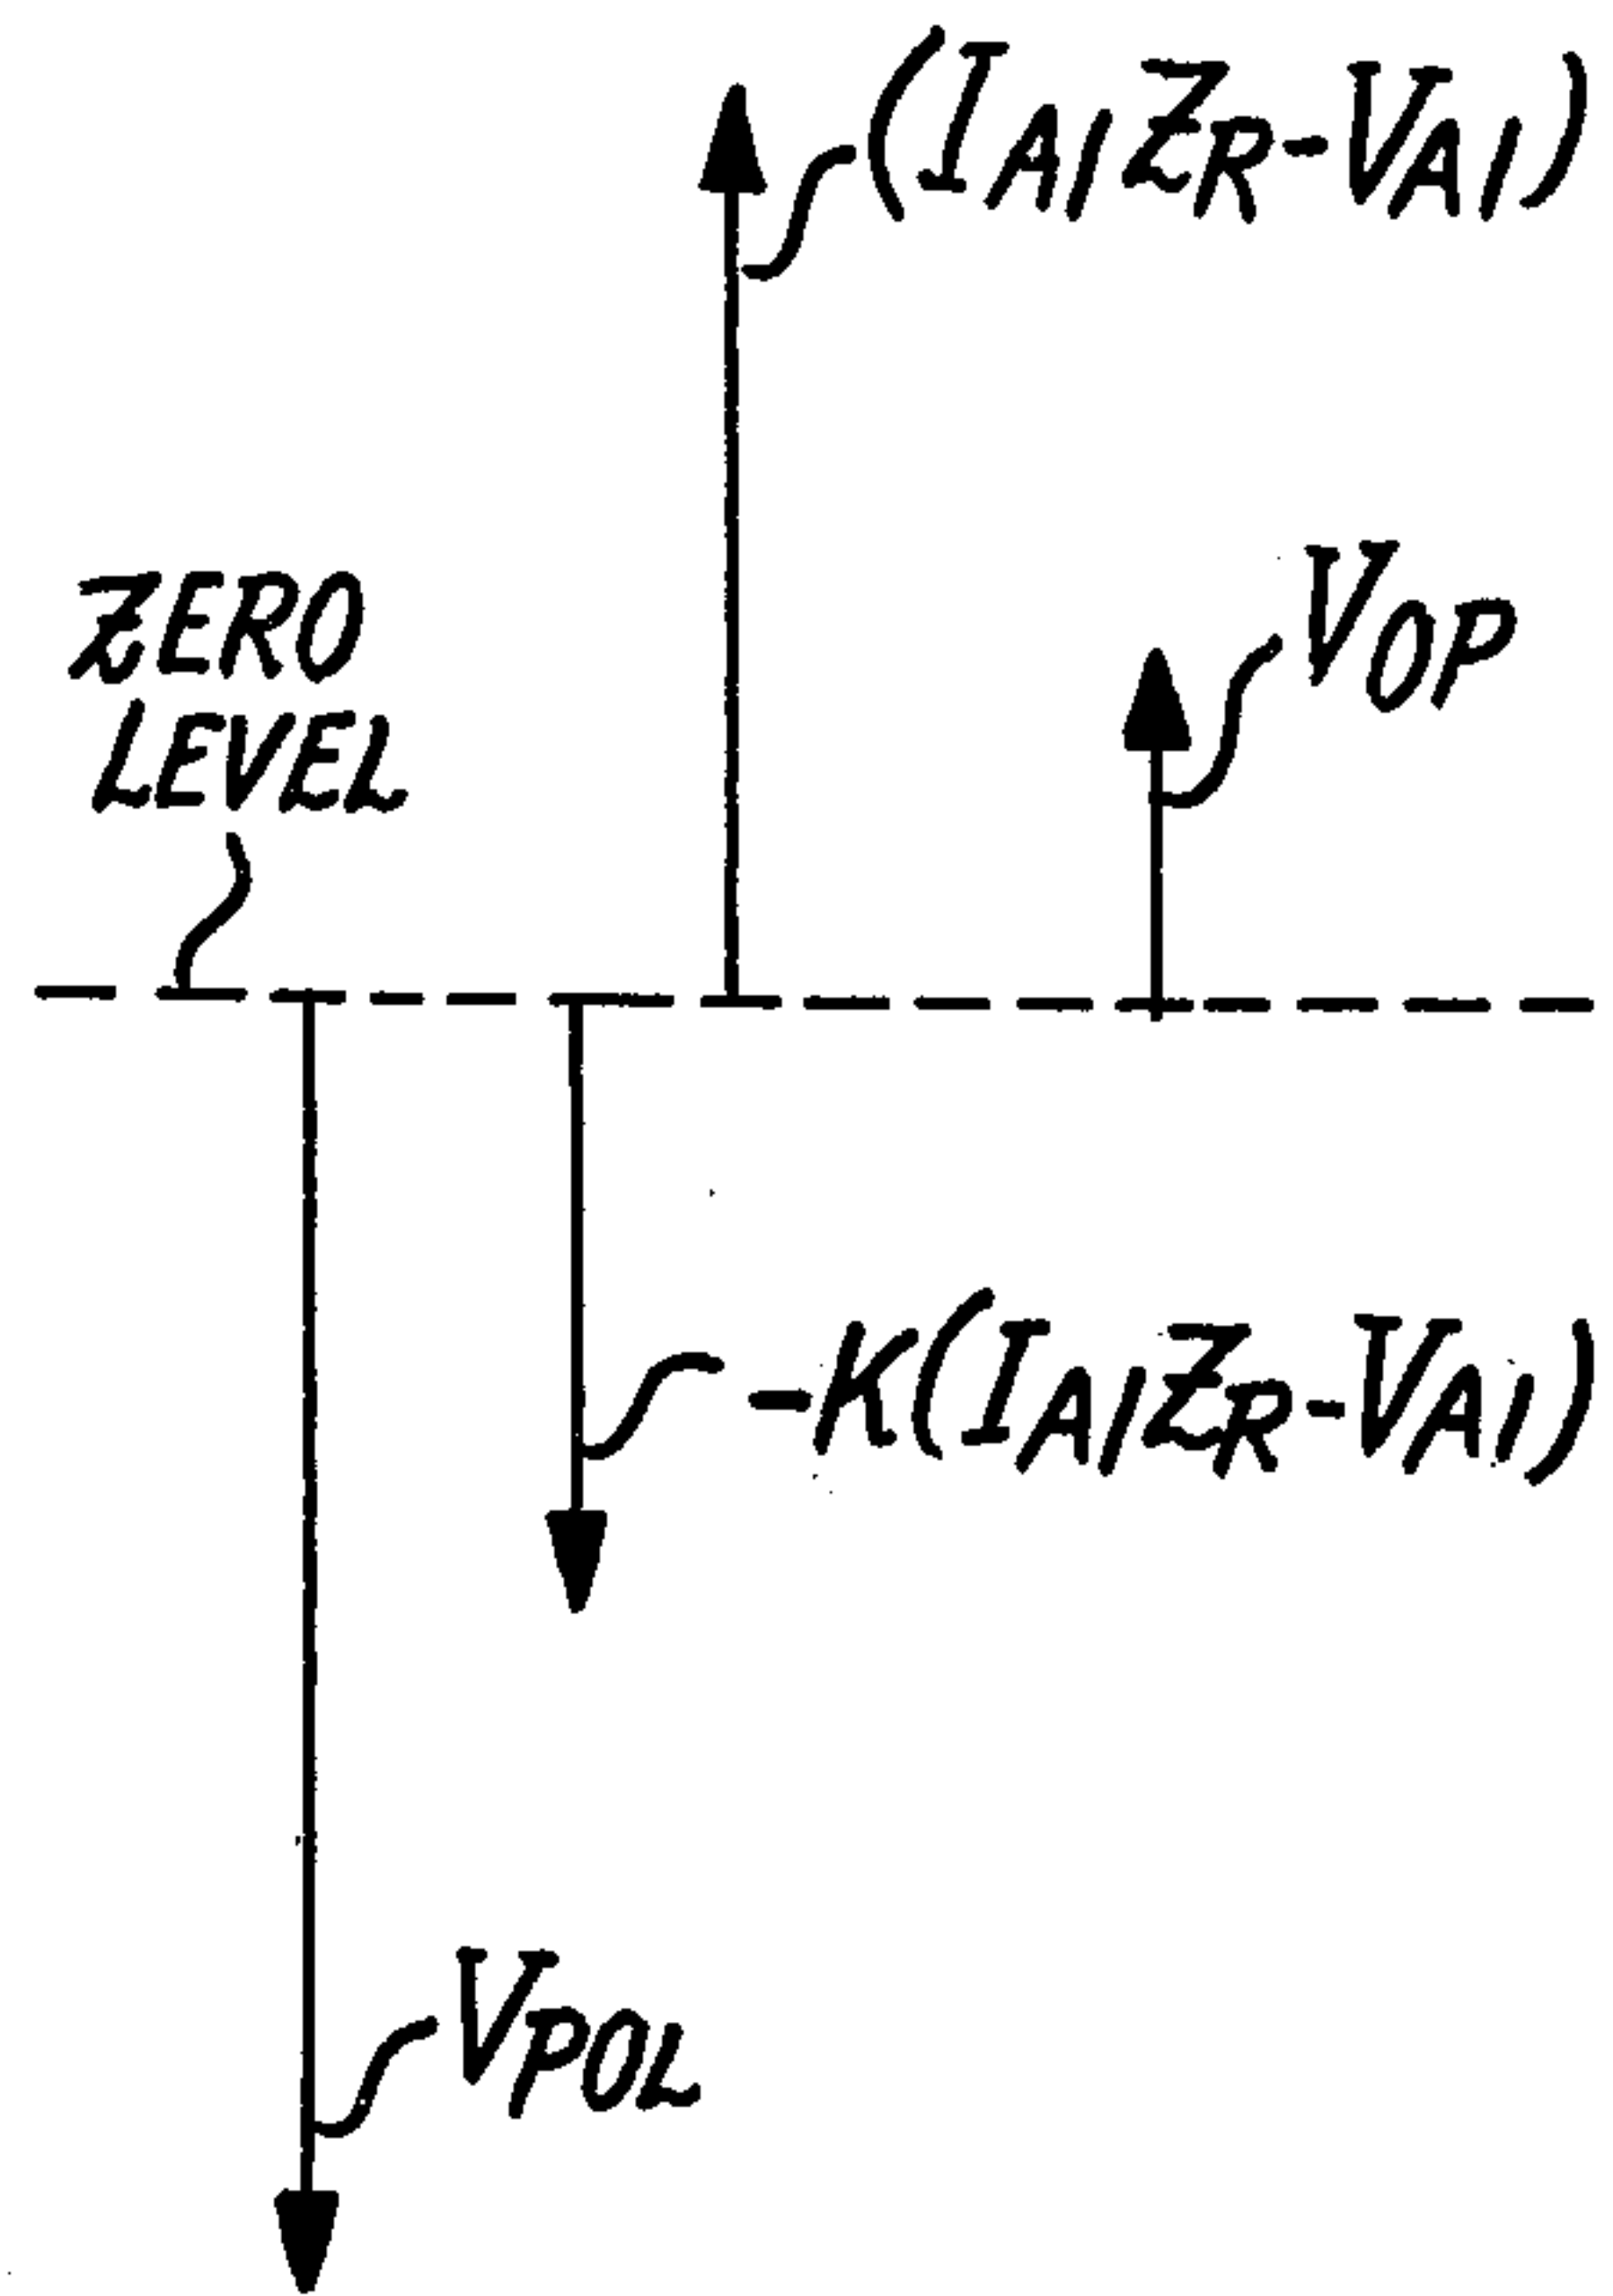 (IA1ZR-VA1)
VOP
ZERO
LEVEL
-K(IA1ZR-VA1)
VPOL